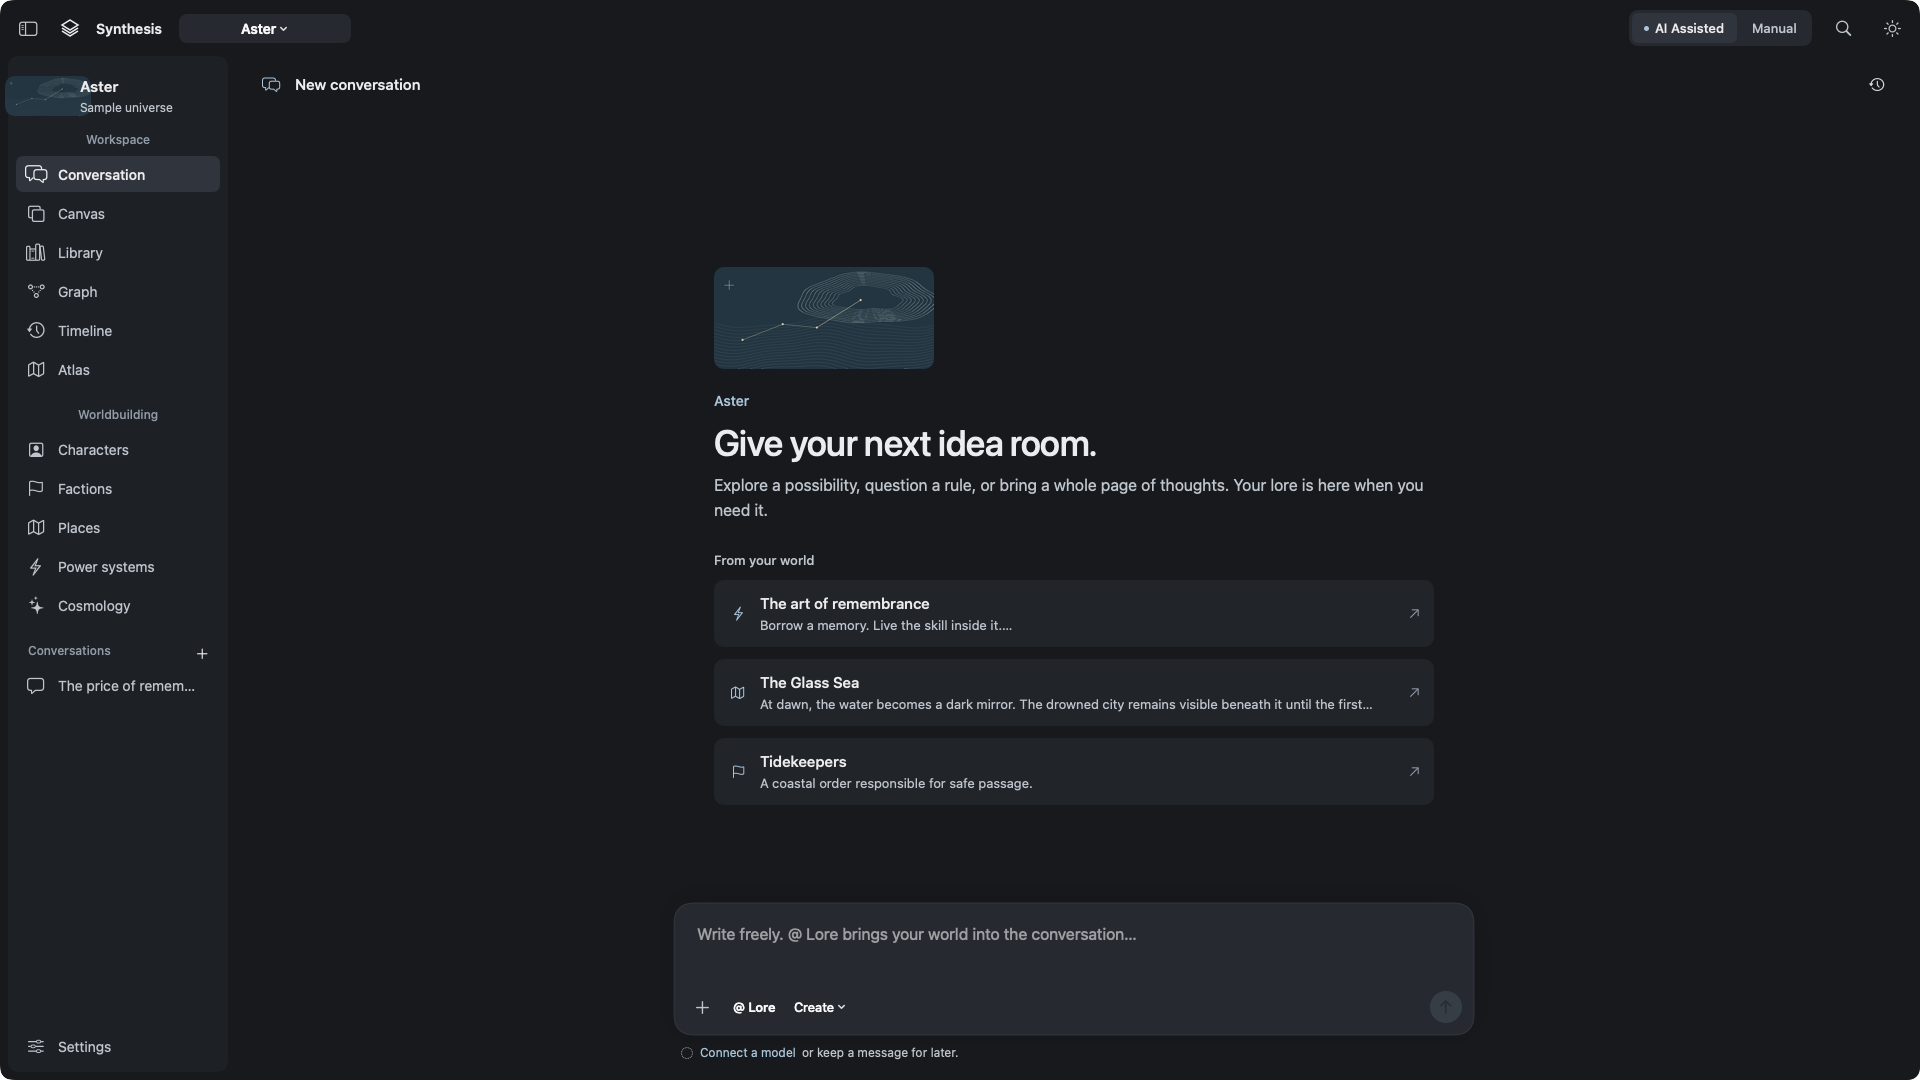 Synthesis
Aster
AI Assisted
Manual
Aster
Sample universe
Workspace
Conversation
Canvas
Library
Graph
Timeline
Atlas
Worldbuilding
Characters
Factions
Places
Power systems
Cosmology
Conversations
The price of remem...
Settings
New conversation
Aster
Give your next idea room.
Explore a possibility, question a rule, or bring a whole page of thoughts. Your lore is here when you
need it.
From your world
The art of remembrance
Borrow a memory. Live the skill inside it....
The Glass Sea
At dawn, the water becomes a dark mirror. The drowned city remains visible beneath it until the first...
Tidekeepers
A coastal order responsible for safe passage.
Write freely. @ Lore brings your world into the conversation...
@ Lore
Create
Connect a model or keep a message for later.